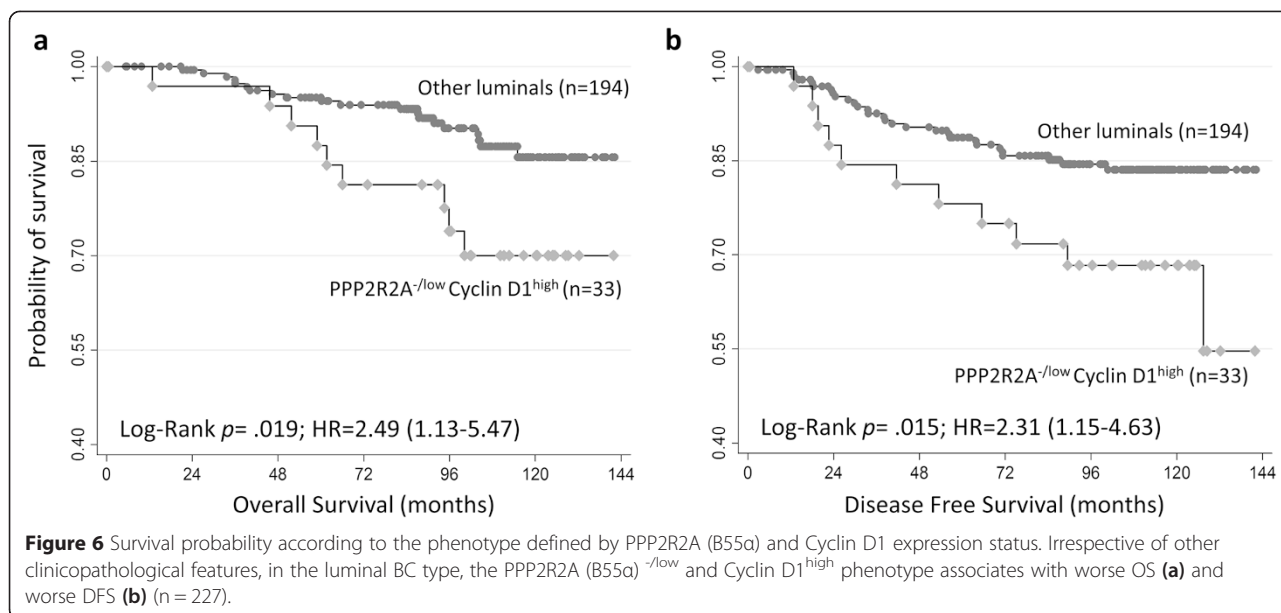 a
Probability of survival
1.00
0.85
0.70
0.55
0.40
Other luminals (n=194)
PPP2R2A-/low Cyclin D1high (n=33)
Log-Rank p= .019; HR=2.49 (1.13-5.47)
0 24 48 72 96 120 144
Overall Survival (months)
b
1.00
0.85
0.70
0.55
0.40
Other luminals (n=194)
PPP2R2A-/low Cyclin D1high (n=33)
Log-Rank p= .015; HR=2.31 (1.15-4.63)
0 24 48 72 96 120 144
Disease Free Survival (months)
Figure 6 Survival probability according to the phenotype defined by PPP2R2A (B55α) and Cyclin D1 expression status. Irrespective of other
clinicopathological features, in the luminal BC type, the PPP2R2A (B55α) -/low and Cyclin D1high phenotype associates with worse OS (a) and
worse DFS (b) (n = 227).